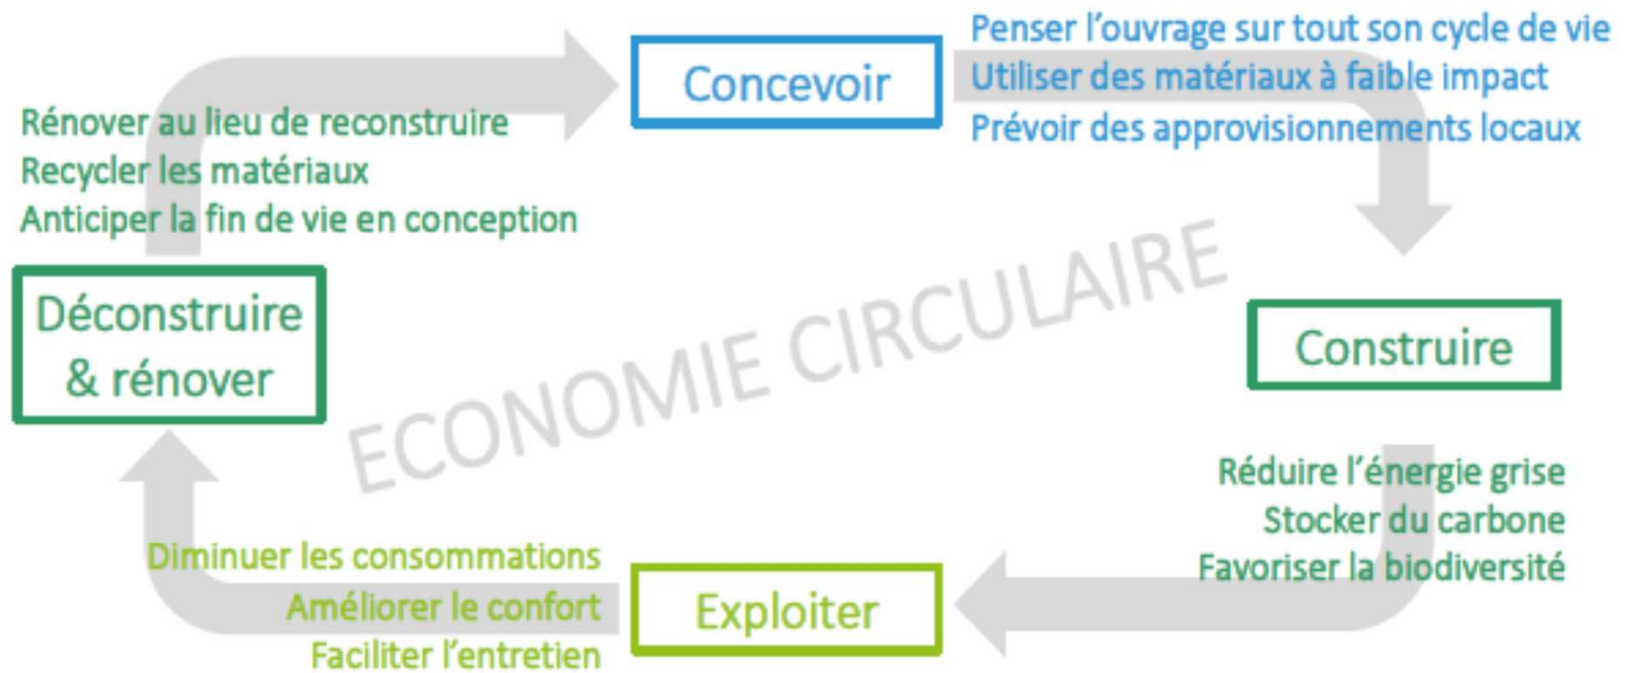 Concevoir
Penser l'ouvrage sur tout son cycle de vie
Utiliser des matériaux à faible impact
Prévoir des approvisionnements locaux
Rénover au lieu de reconstruire
Recycler les matériaux
Anticiper la fin de vie en conception
Déconstruire
& rénover
ECONOMIE CIRCULAIRE
Construire
Réduire l'énergie grise
Stocker du carbone
Favoriser la biodiversité
Diminuer les consommations
Améliorer le confort
Faciliter l'entretien
Exploiter